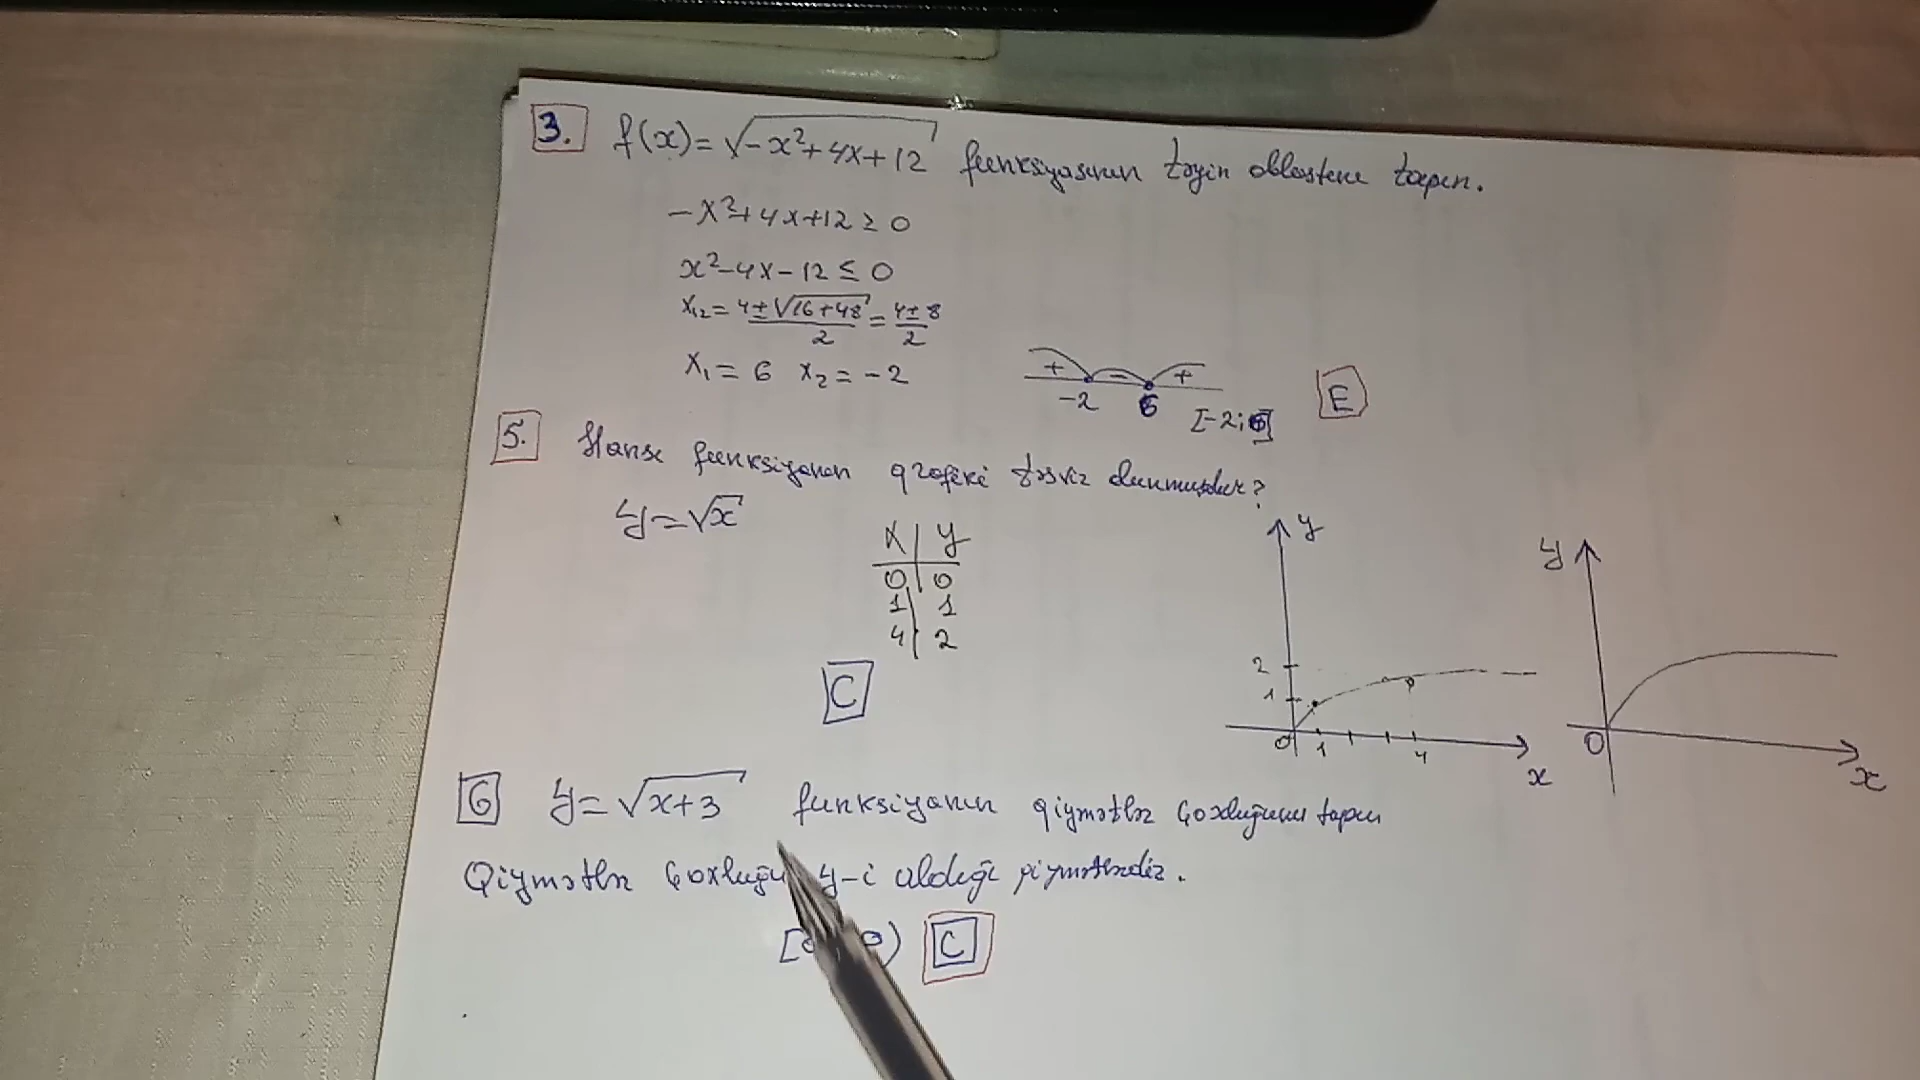 3. f(x)=√-x²+4x+12 funksiyasının təyin oblastını tapın.
-x²+4x+12≥0
x²-4x-12≤0
x₁,₂=4±√16+48/2=4±8/2
x₁=6 x₂=-2
+ - +
-2 6 [-2;6] E
5. Hansı funksiyanın qrafiki təsvir olunmuşdur?
y=√x
x y
0 0
1 1
4 2
C
y
2
1
0 1 4 x
y
0 x
6 y=√x+3 funksiyanın qiymətlər çoxluğunu tapın
Qiymətlər çoxluğu y-i aldığı qiymətlərdir.
[0 ) C